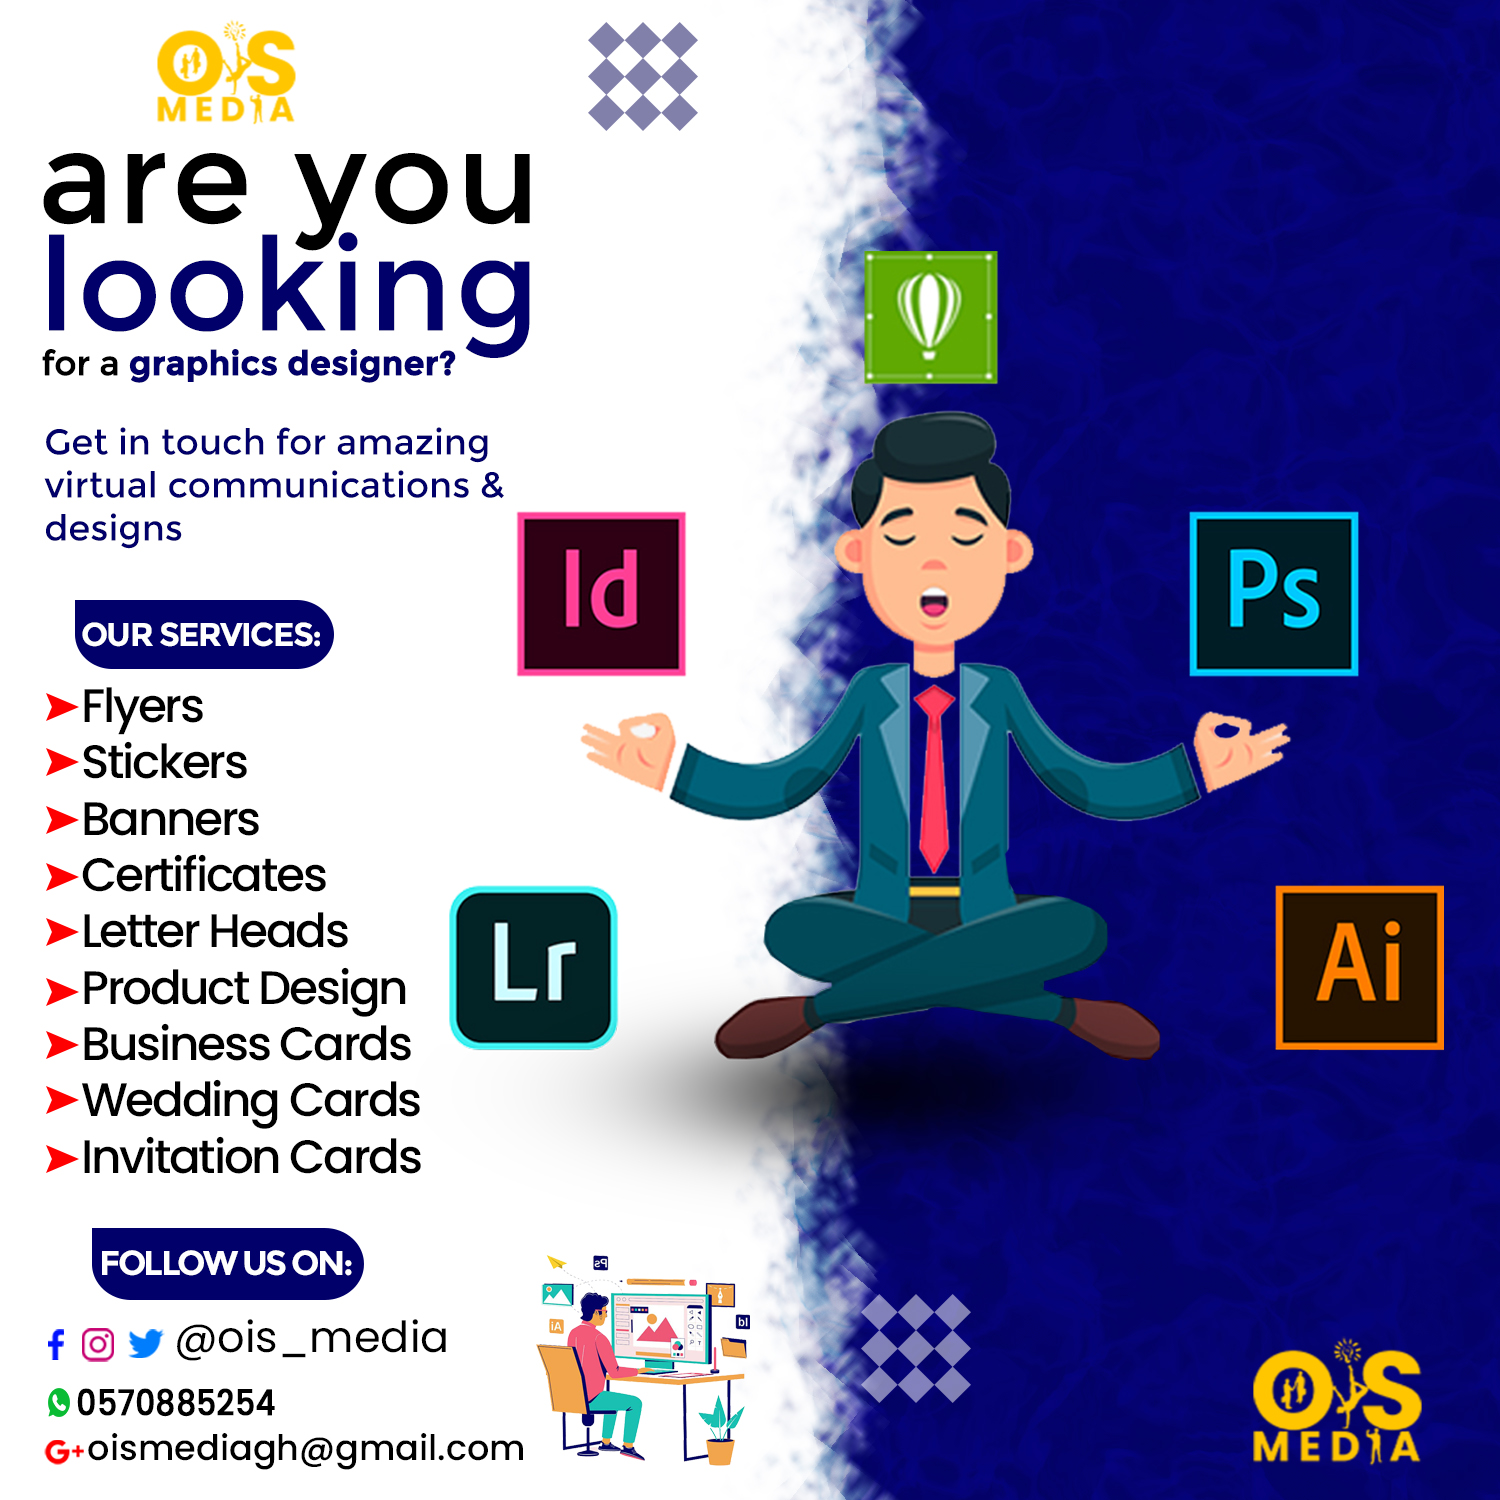 OIS
MEDIA
are you
looking
for a graphics designer?
Get in touch for amazing
virtual communications &
designs
OUR SERVICES:
Flyers
Stickers
Banners
Certificates
Letter Heads
Product Design
Business Cards
Wedding Cards
Invitation Cards
Id
Ps
Lr
Ai
FOLLOW US ON:
@ois_media
0570885254
G+ oismediagh@gmail.com
OIS
MEDIA